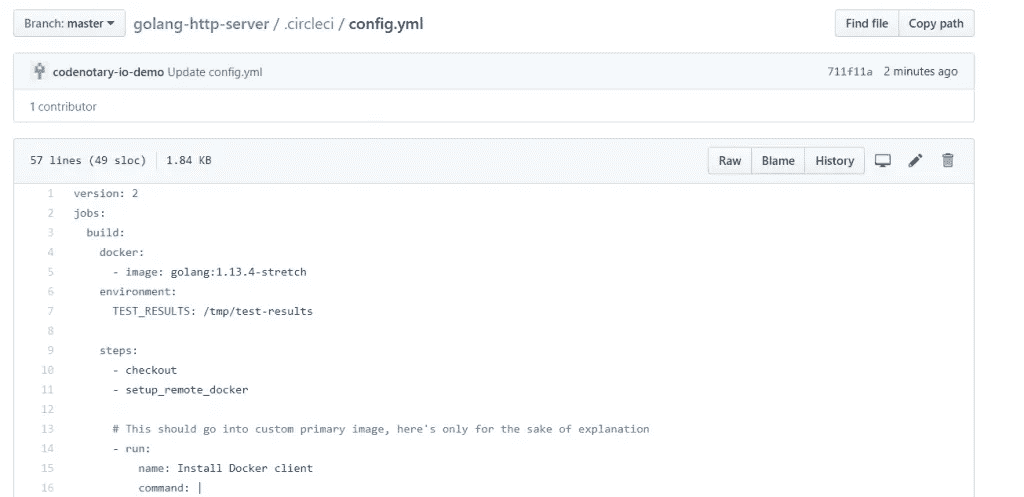 Branch: master golang-http-server / .circleci / config.yml Find file Copy path
codenotary-io-demo Update config.yml 711f11a 2 minutes ago
1 contributor
57 lines (49 sloc) 1.84 KB Raw Blame History
1 version: 2
2 jobs:
3 build:
4 docker:
5 - image: golang:1.13.4-stretch
6 environment:
7 TEST_RESULTS: /tmp/test-results
8
9 steps:
10 - checkout
11 - setup_remote_docker
12
13 # This should go into custom primary image, here's only for the sake of explanation
14 - run:
15 name: Install Docker client
16 command: |